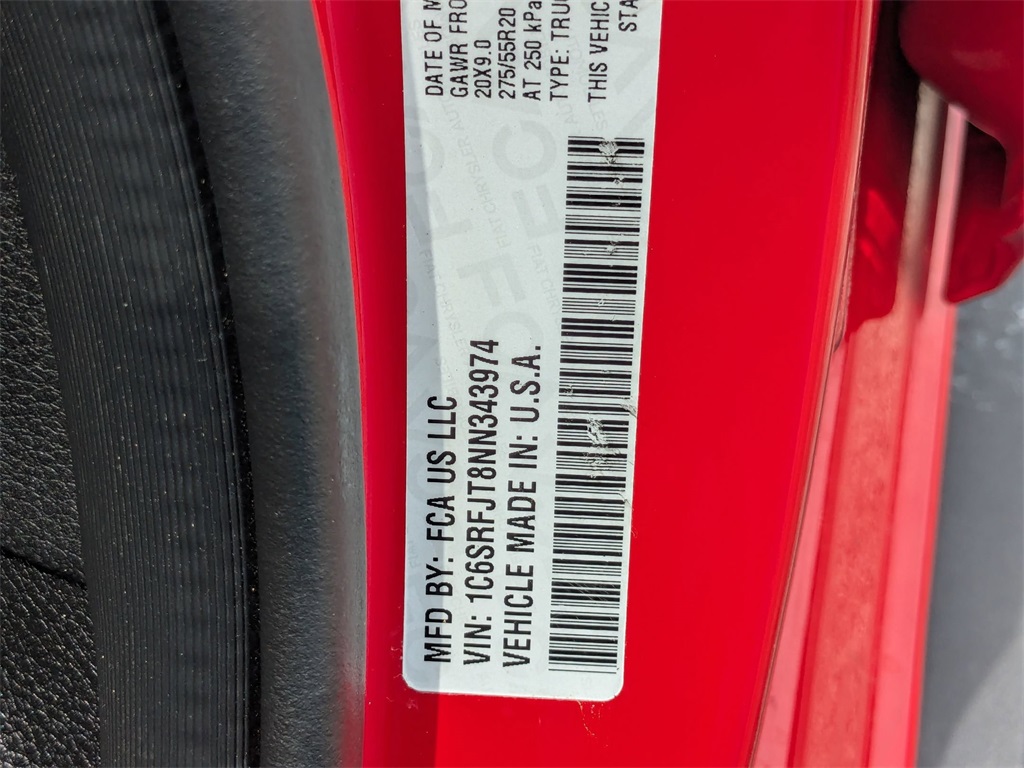 MFD BY: FCA US LLC
VIN: 1C6SRFJT8NN343974
VEHICLE MADE IN: U.S.A.
DATE OF M
GAWR FRO
20X9.0
275/55R20
AT 250 kPa
TYPE: TRU
THIS VEHIC
STA